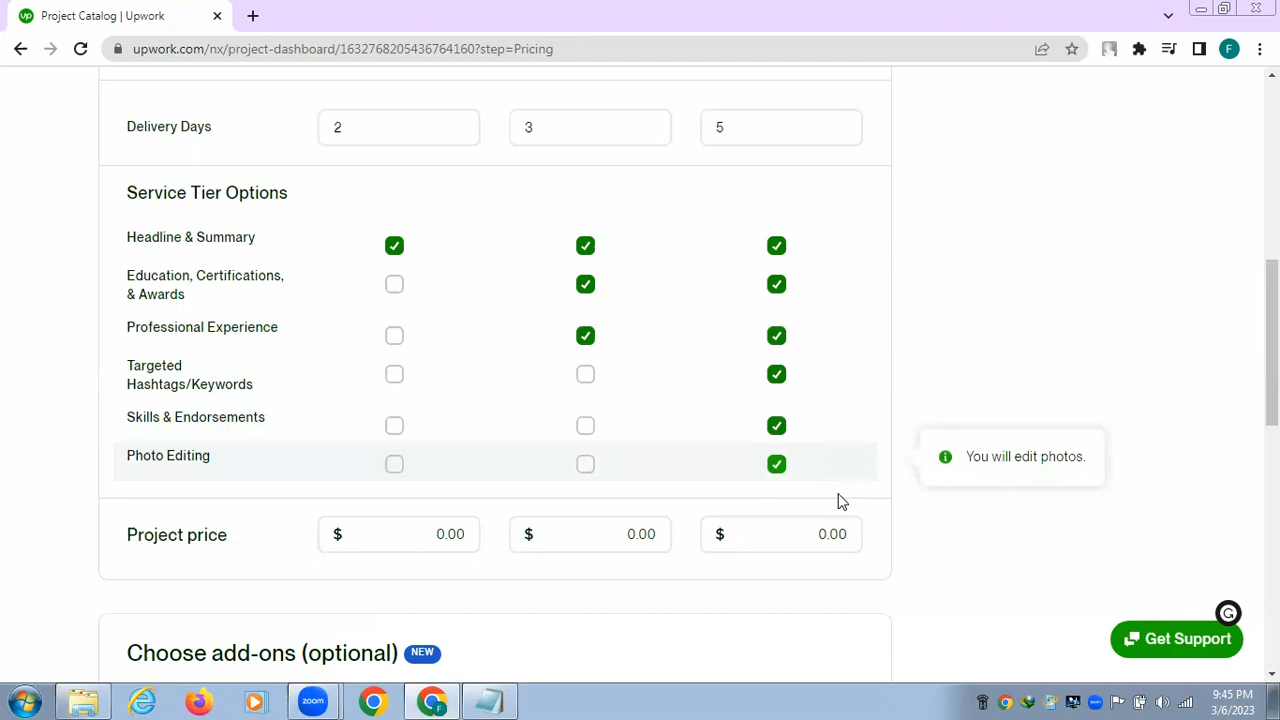 Project Catalog | Upwork
upwork.com/nx/project-dashboard/1632768205436764160?step=Pricing
F
Delivery Days
2
3
5
Service Tier Options
Headline & Summary
Education, Certifications,
& Awards
Professional Experience
Targeted
Hashtags/Keywords
Skills & Endorsements
Photo Editing
You will edit photos.
Project price
$ 0.00
$ 0.00
$ 0.00
Choose add-ons (optional) NEW
G
Get Support
zoom
F
9:45 PM
3/6/2023